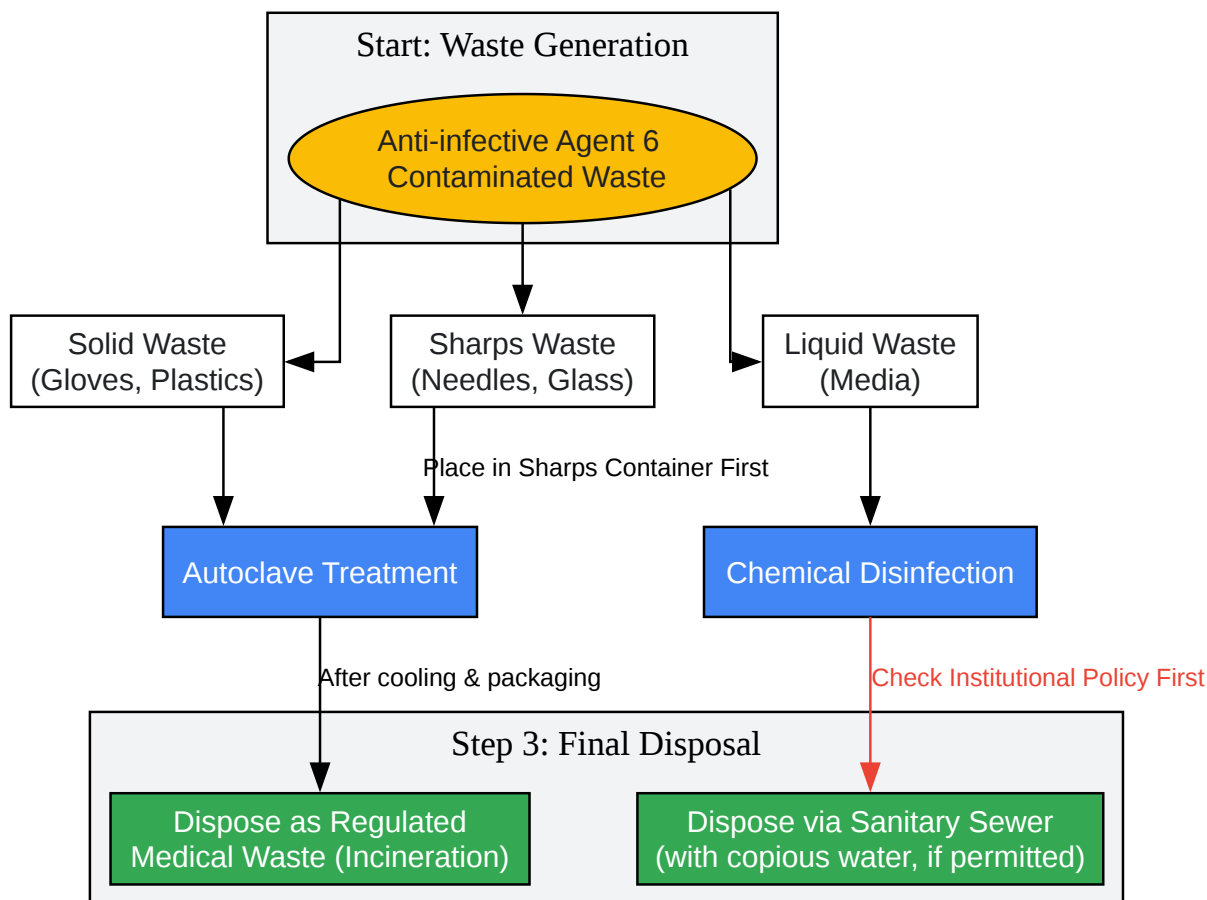 Start: Waste Generation
Anti-infective Agent 6
Contaminated Waste
Solid Waste
(Gloves, Plastics)
Sharps Waste
(Needles, Glass)
Liquid Waste
(Media)
Place in Sharps Container First
Autoclave Treatment
Chemical Disinfection
After cooling & packaging
Check Institutional Policy First
Step 3: Final Disposal
Dispose as Regulated
Medical Waste (Incineration)
Dispose via Sanitary Sewer
(with copious water, if permitted)